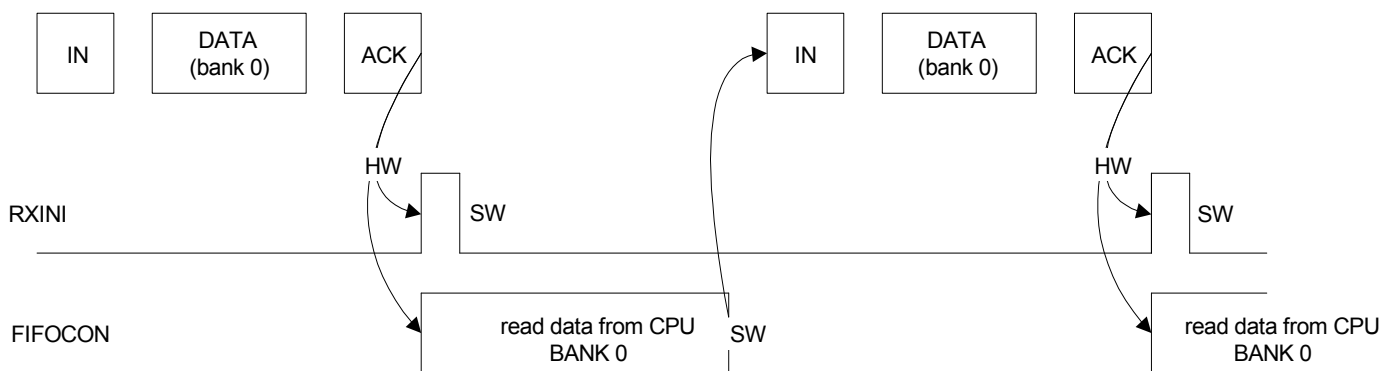 IN
DATA
(bank 0)
ACK
IN
DATA
(bank 0)
ACK
HW
HW
RXINI
SW
SW
FIFOCON
read data from CPU
BANK 0
SW
read data from CPU
BANK 0